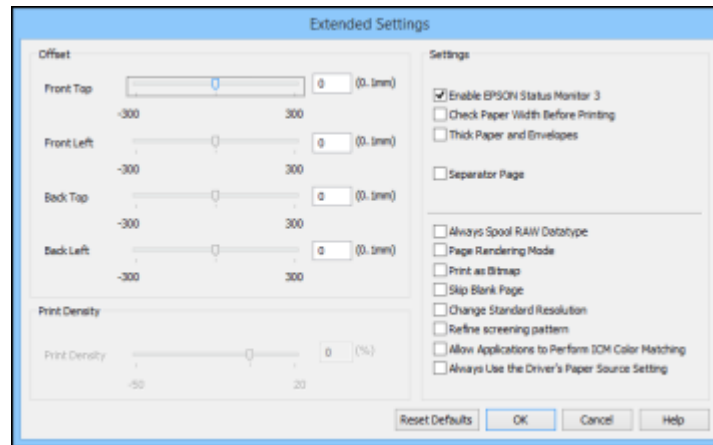 Extended Settings
Offset
Front Top
0
(0.1mm)
-300
300
Front Left
0
(0.1mm)
-300
300
Back Top
0
(0.1mm)
-300
300
Back Left
0
(0.1mm)
-300
300
Print Density
Print Density
0
(%)
-50
20
Settings
Enable EPSON Status Monitor 3
Check Paper Width Before Printing
Thick Paper and Envelopes
Separator Page
Always Spool RAW Datatype
Page Rendering Mode
Print as Bitmap
Skip Blank Page
Change Standard Resolution
Refine screening pattern
Allow Applications to Perform ICM Color Matching
Always Use the Driver's Paper Source Setting
Reset Defaults
OK
Cancel
Help